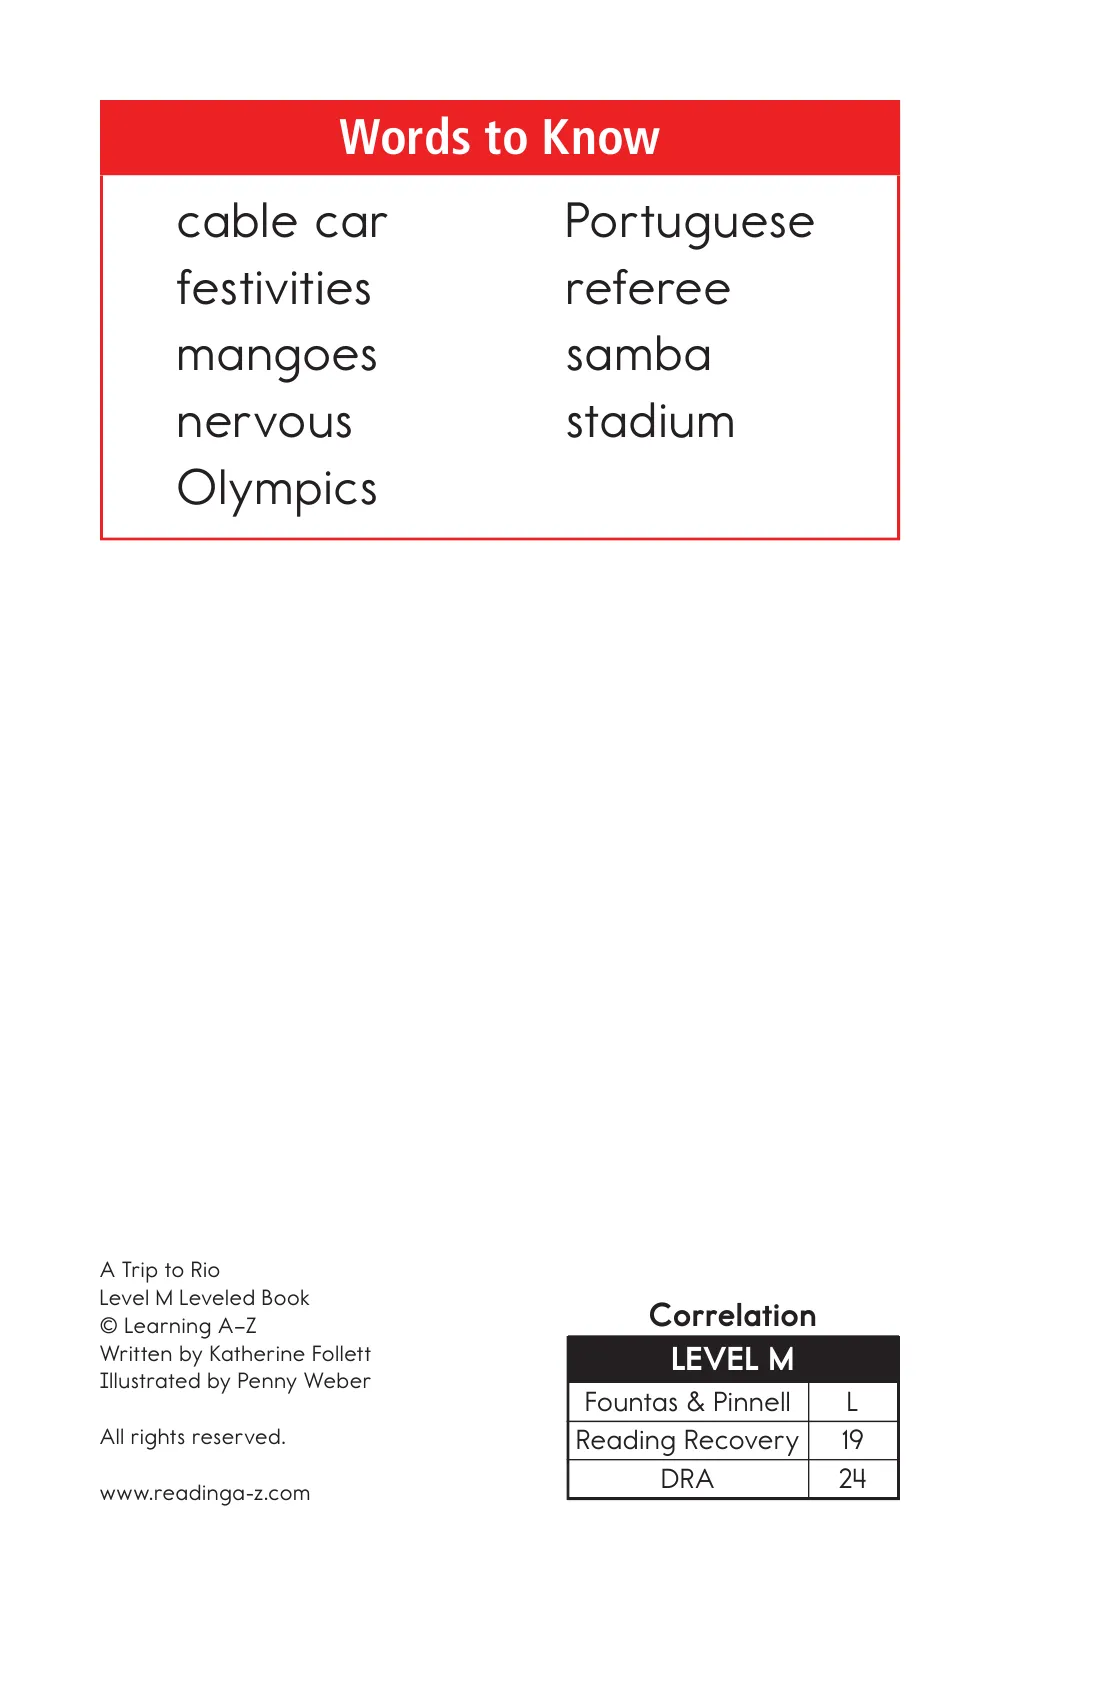 Words to Know
cable car
festivities
mangoes
nervous
Olympics
Portuguese
referee
samba
stadium
A Trip to Rio
Level M Leveled Book
© Learning A–Z
Written by Katherine Follett
Illustrated by Penny Weber
All rights reserved.
www.readinga-z.com
Correlation
LEVEL M
Fountas & Pinnell L
Reading Recovery 19
DRA 24